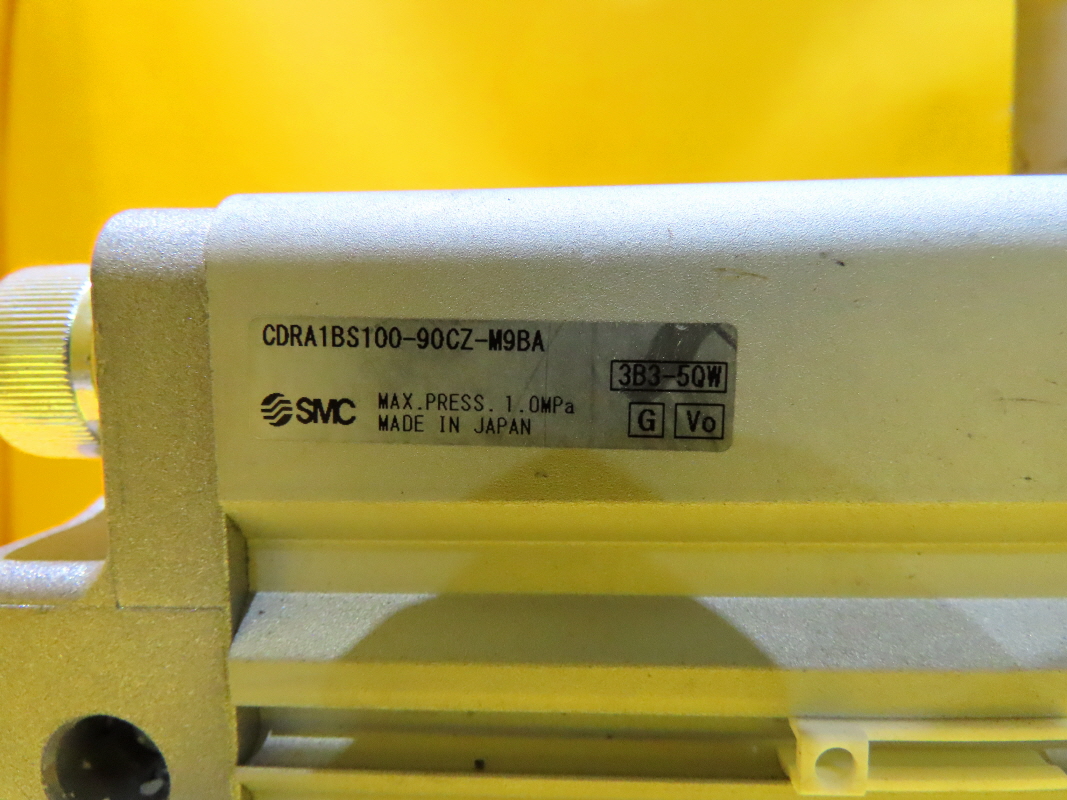 CDRA1BS100-90CZ-M9BA
3B3-5QW
SMC MAX.PRESS. 1.0MPa
MADE IN JAPAN
G Vo